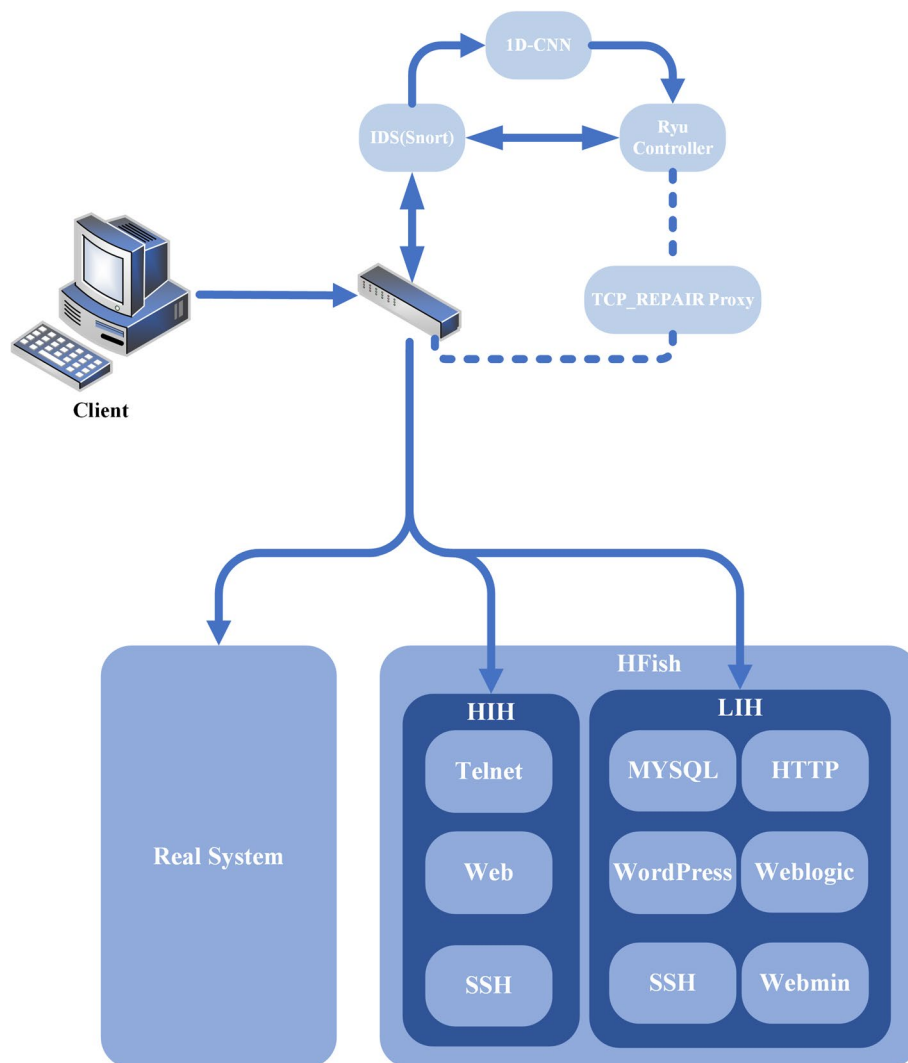 1D-CNN
IDS(Snort)
Ryu
Controller
TCP_REPAIR Proxy
Client
HFish
HIH
LIH
Telnet
MYSQL
HTTP
Real System
Web
WordPress
Weblogic
SSH
SSH
Webmin